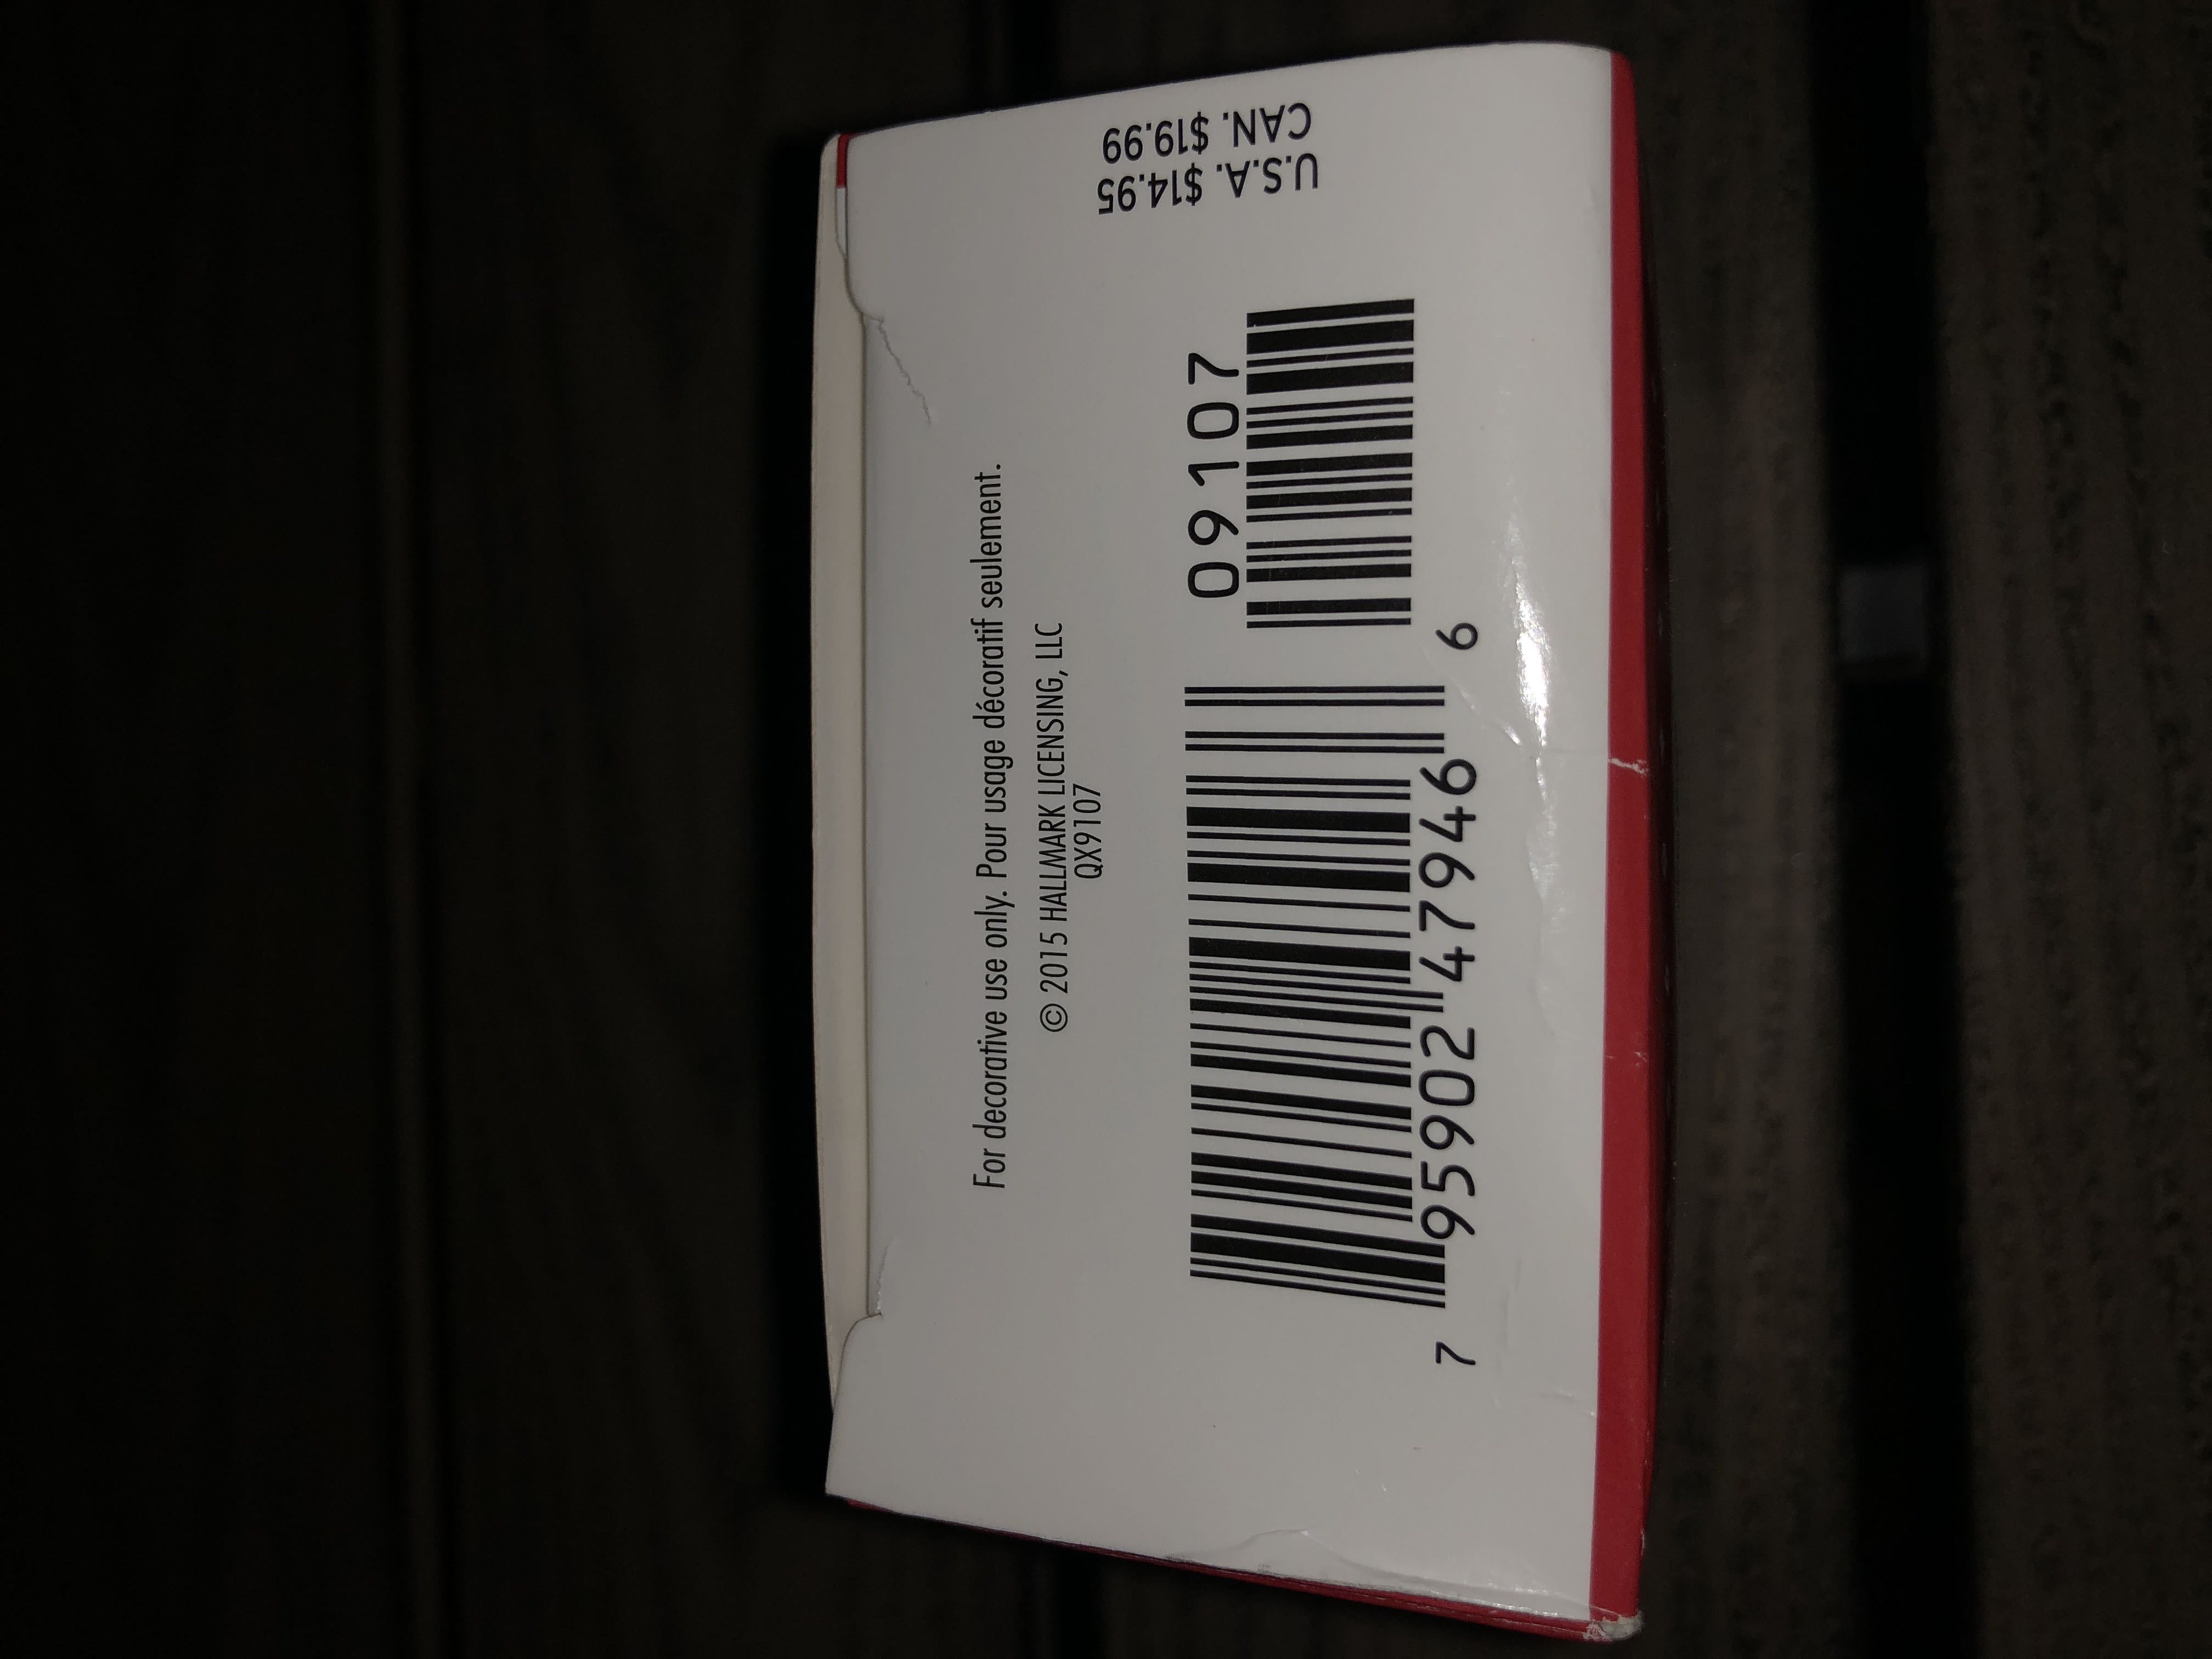 For decorative use only. Pour usage décoratif seulement.
© 2015 HALLMARK LICENSING, LLC
QX9107
09107
7 95902 47946 6
U.S.A. $14.95
CAN. $19.99